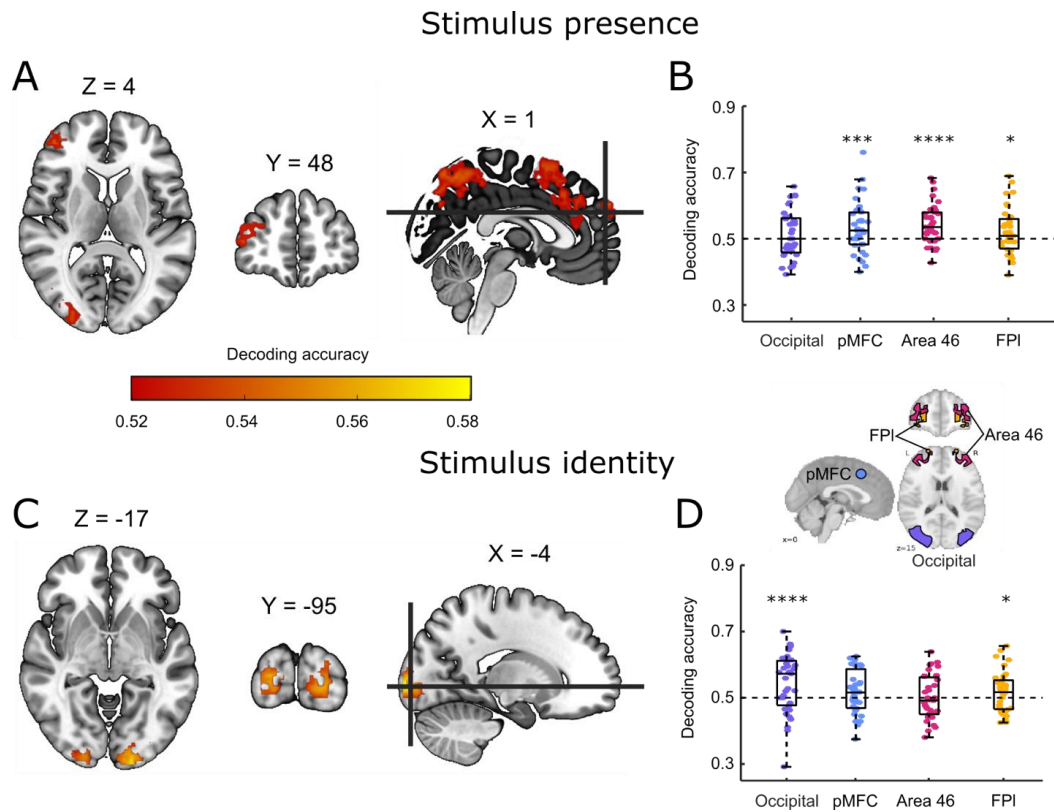 Stimulus presence
A
Z = 4
Y = 48
X = 1
Decoding accuracy
0.52 0.54 0.56 0.58
B
0.9
0.7
0.5
0.3
Decoding accuracy
*** **** *
Occipital pMFC Area 46 FPl
FPl Area 46
L R
pMFC
x=0
z=15
Occipital
Stimulus identity
C
Z = -17
Y = -95
X = -4
D
0.9
0.7
0.5
0.3
Decoding accuracy
**** *
Occipital pMFC Area 46 FPl